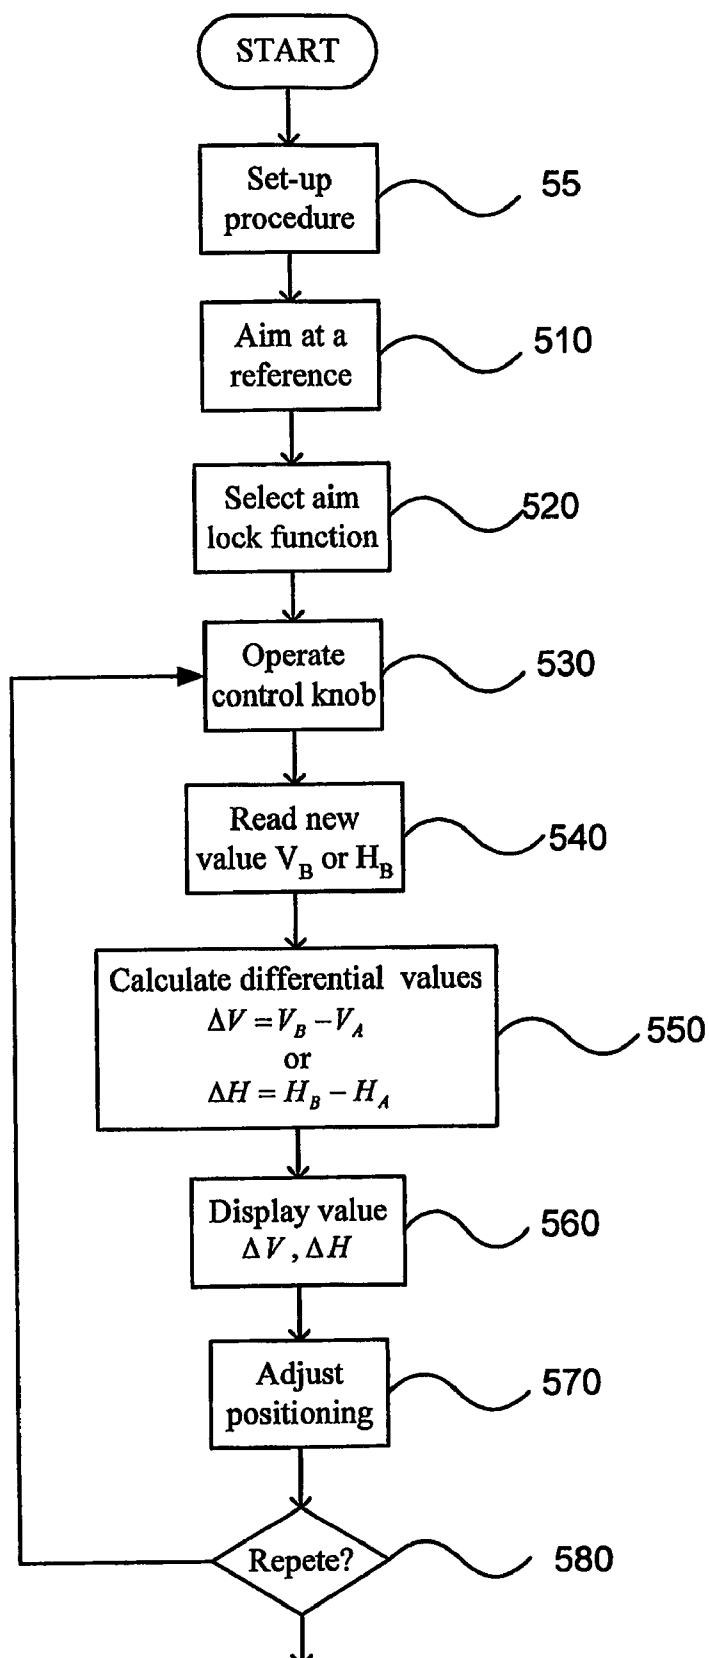 START
Set-up
procedure
55
Aim at a
reference
510
Select aim
lock function
520
Operate
control knob
530
Read new
value V_B or H_B
540
Calculate differential values
ΔV = V_B − V_A
or
ΔH = H_B − H_A
550
Display value
ΔV , ΔH
560
Adjust
positioning
570
Repete?
580